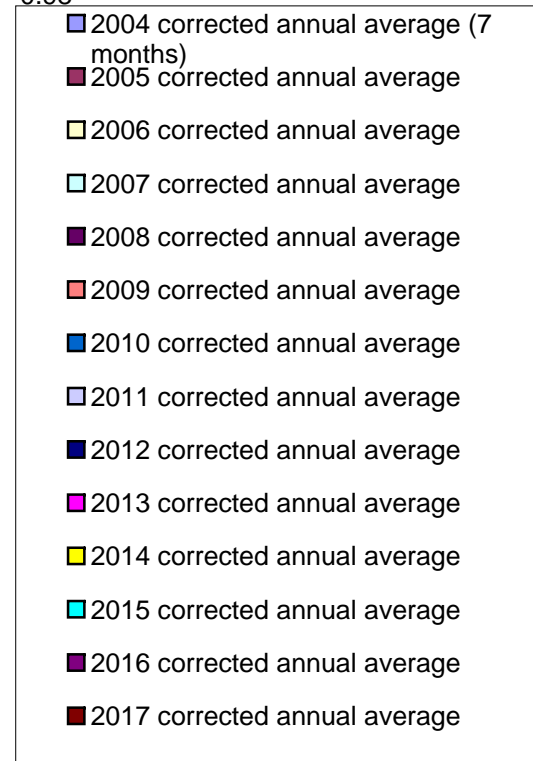 2004 corrected annual average (7
months)
2005 corrected annual average
2006 corrected annual average
2007 corrected annual average
2008 corrected annual average
2009 corrected annual average
2010 corrected annual average
2011 corrected annual average
2012 corrected annual average
2013 corrected annual average
2014 corrected annual average
2015 corrected annual average
2016 corrected annual average
2017 corrected annual average